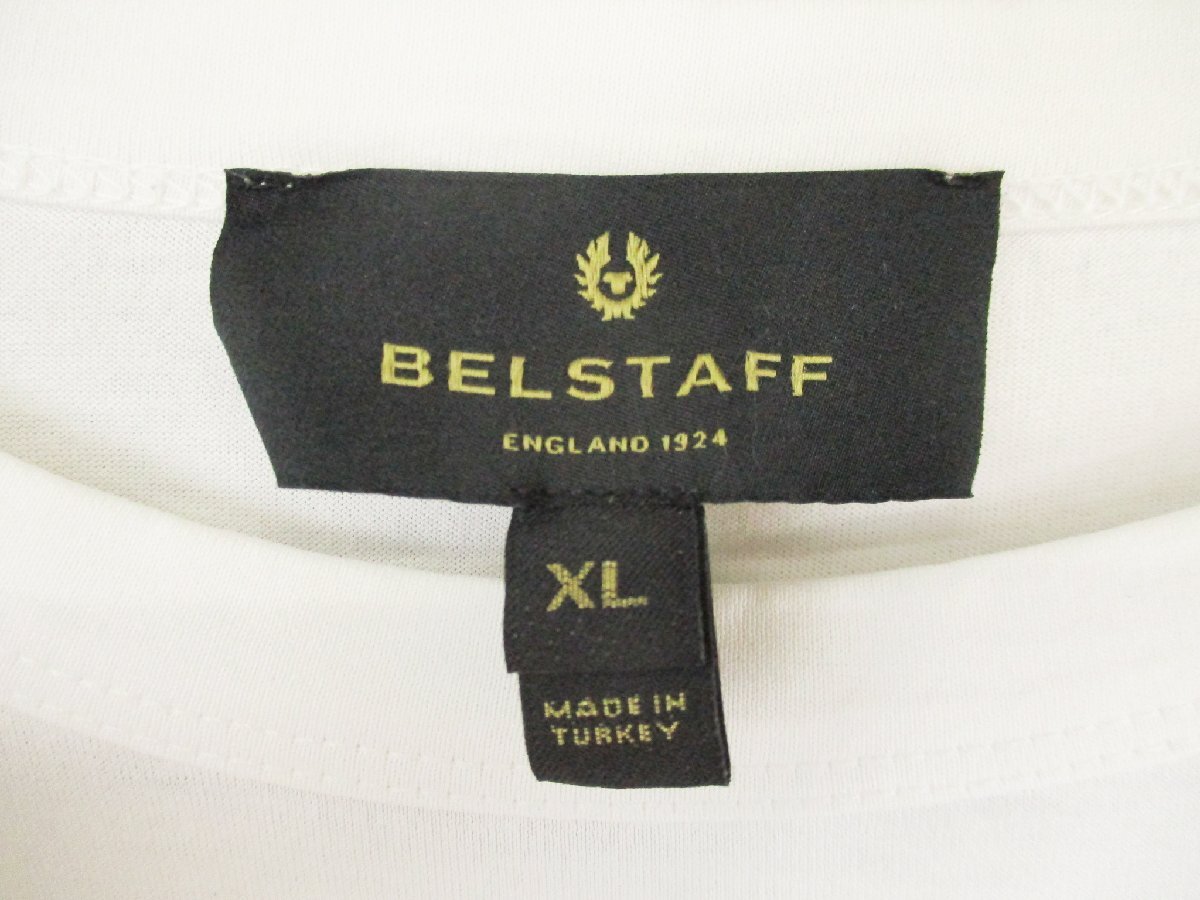 BELSTAFF
ENGLAND 1924
XL
MADE IN
TURKEY